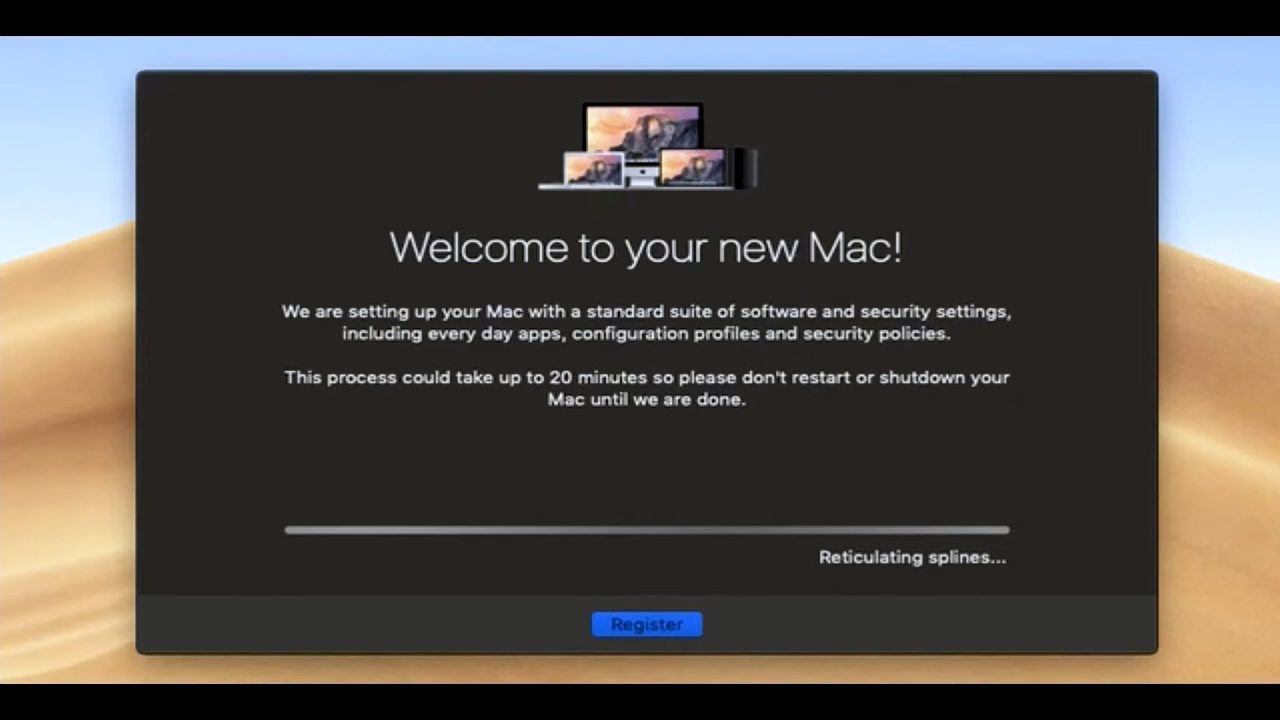 Welcome to your new Mac!
We are setting up your Mac with a standard suite of software and security settings,
including every day apps, configuration profiles and security policies.
This process could take up to 20 minutes so please don't restart or shutdown your
Mac until we are done.
Reticulating splines...
Register